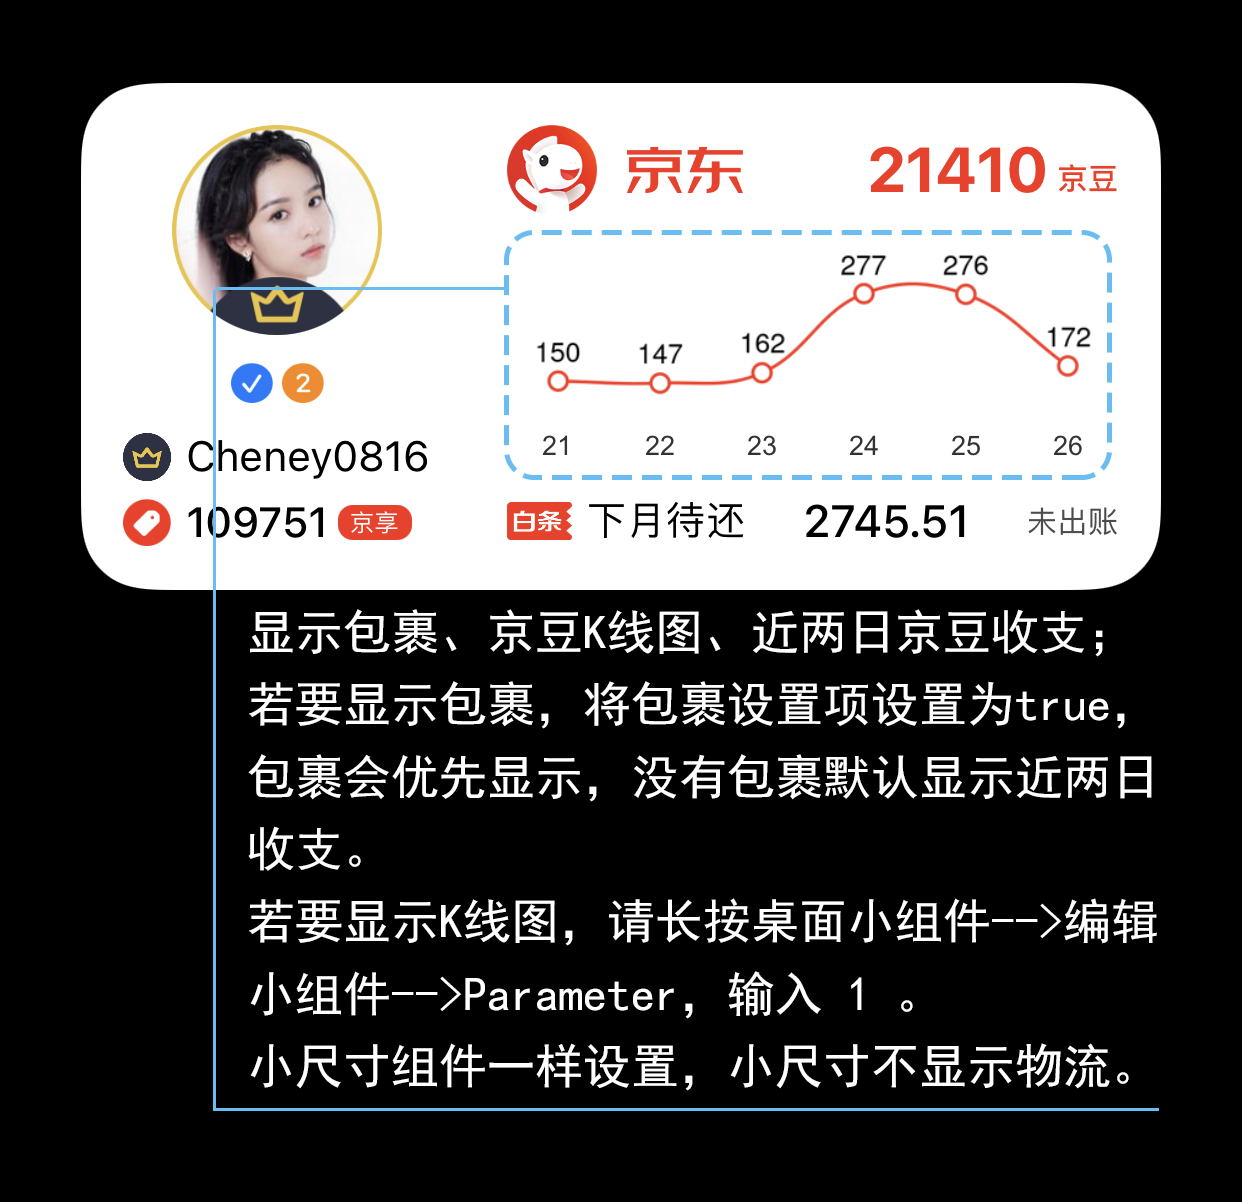 京东
21410 京豆
277 276
150 147 162 172
21 22 23 24 25 26
2
Cheney0816
109751 京享
白条 下月待还 2745.51 未出账
显示包裹、京豆K线图、近两日京豆收支；
若要显示包裹，将包裹设置项设置为true，
包裹会优先显示，没有包裹默认显示近两日
收支。
若要显示K线图，请长按桌面小组件-->编辑
小组件-->Parameter，输入 1 。
小尺寸组件一样设置，小尺寸不显示物流。